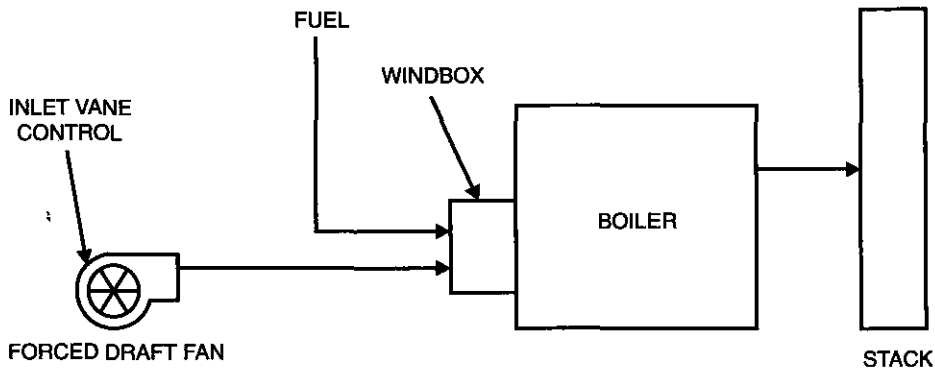 FUEL
WINDBOX
INLET VANE
CONTROL
BOILER
FORCED DRAFT FAN
STACK